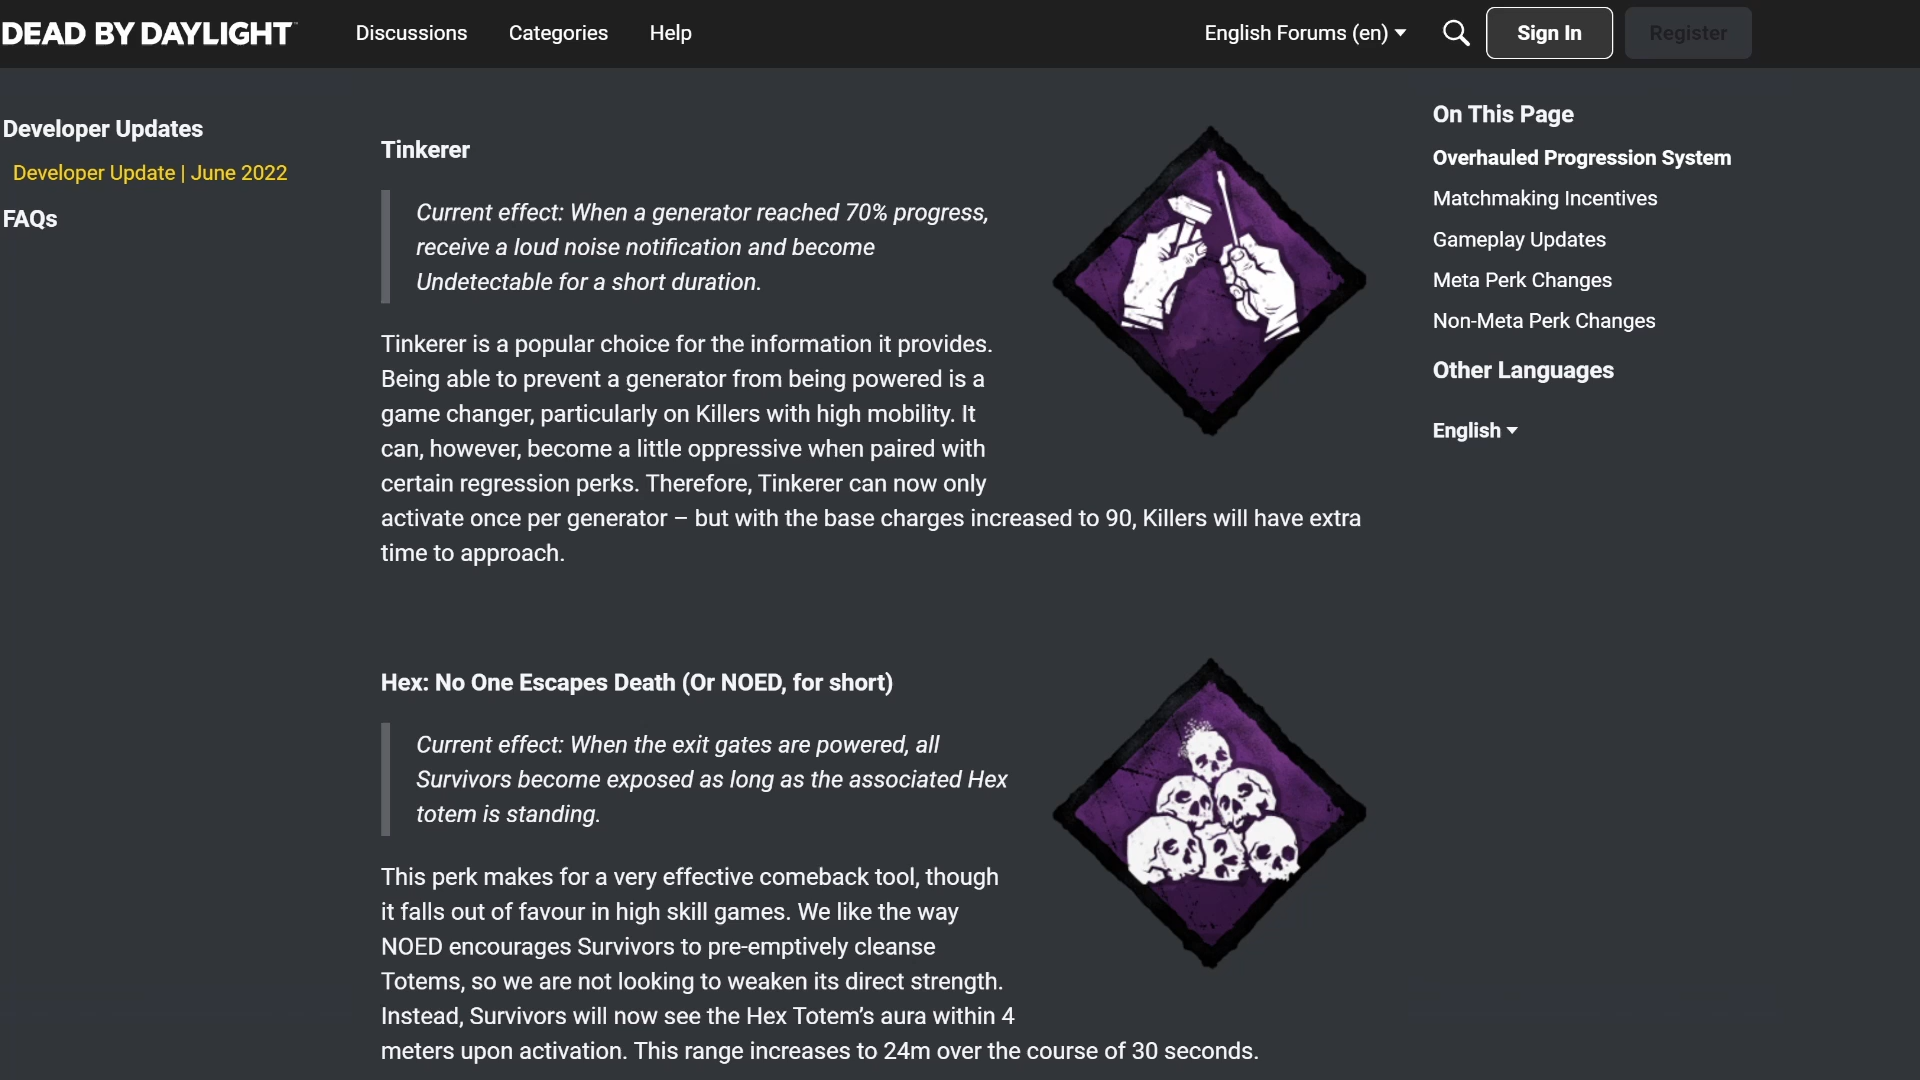 DEAD BY DAYLIGHT™
Discussions
Categories
Help
English Forums (en)
Sign In
Register
Developer Updates
Developer Update | June 2022
FAQs
Tinkerer
Current effect: When a generator reached 70% progress,
receive a loud noise notification and become
Undetectable for a short duration.
Tinkerer is a popular choice for the information it provides.
Being able to prevent a generator from being powered is a
game changer, particularly on Killers with high mobility. It
can, however, become a little oppressive when paired with
certain regression perks. Therefore, Tinkerer can now only
activate once per generator – but with the base charges increased to 90, Killers will have extra
time to approach.
Hex: No One Escapes Death (Or NOED, for short)
Current effect: When the exit gates are powered, all
Survivors become exposed as long as the associated Hex
totem is standing.
This perk makes for a very effective comeback tool, though
it falls out of favour in high skill games. We like the way
NOED encourages Survivors to pre-emptively cleanse
Totems, so we are not looking to weaken its direct strength.
Instead, Survivors will now see the Hex Totem’s aura within 4
meters upon activation. This range increases to 24m over the course of 30 seconds.
On This Page
Overhauled Progression System
Matchmaking Incentives
Gameplay Updates
Meta Perk Changes
Non-Meta Perk Changes
Other Languages
English